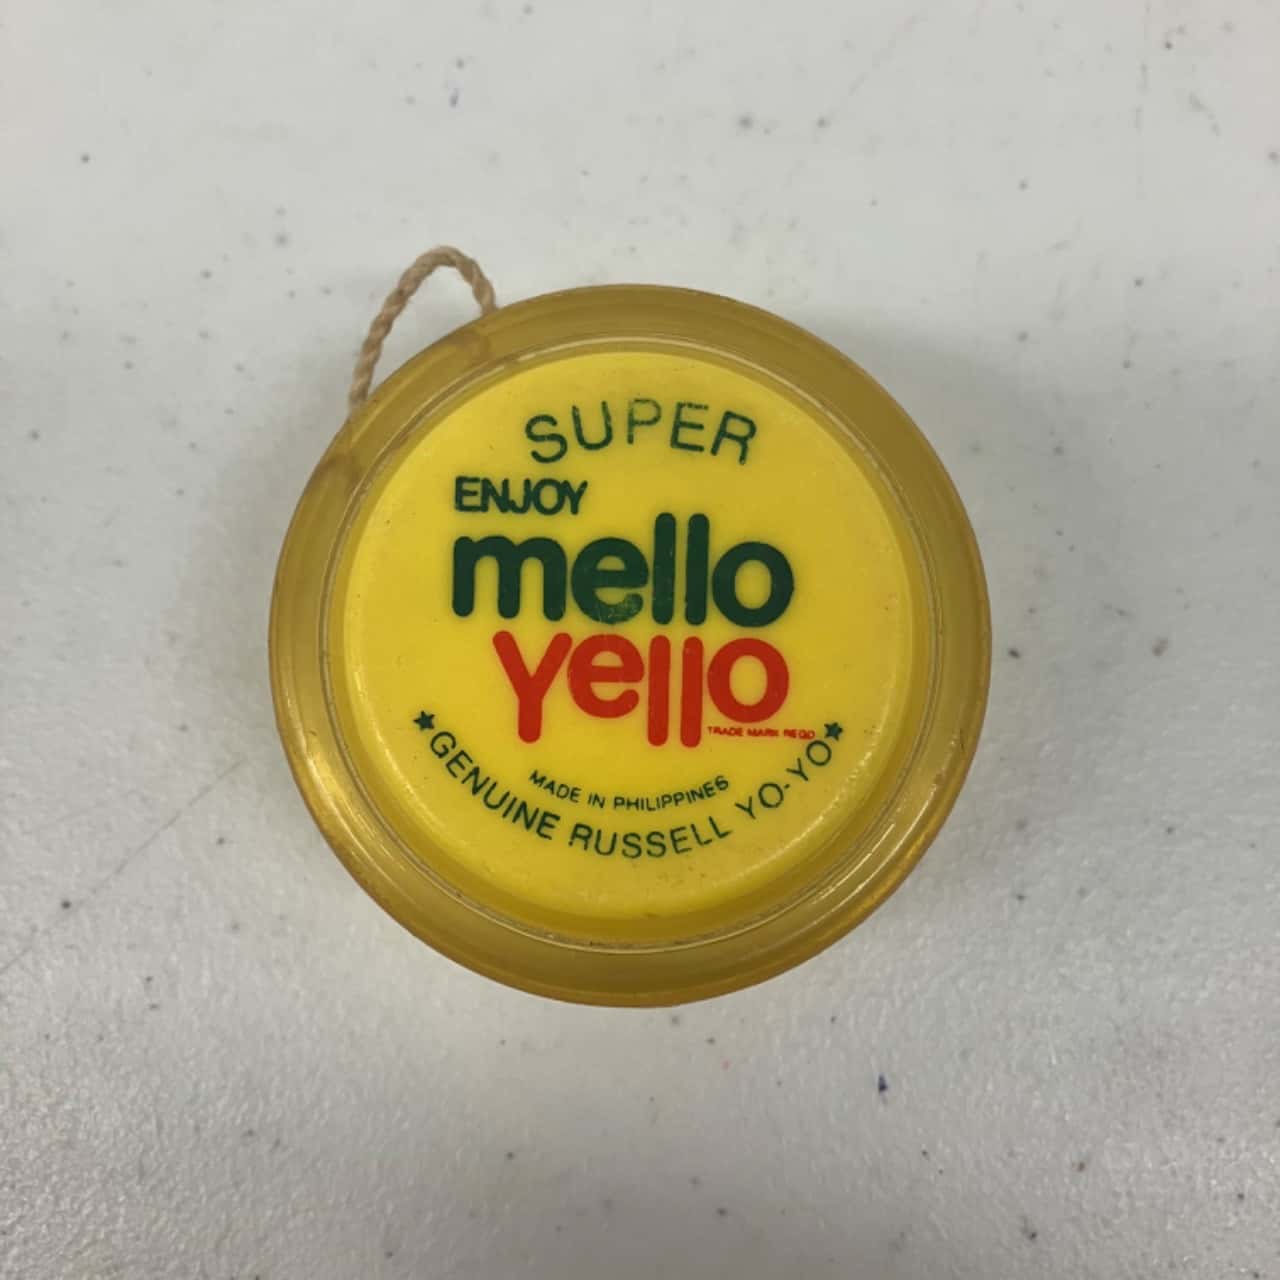 SUPER
ENJOY
mello
yello
TRADE MARK REGD
MADE IN PHILIPPINES
★GENUINE RUSSELL YO-YO★